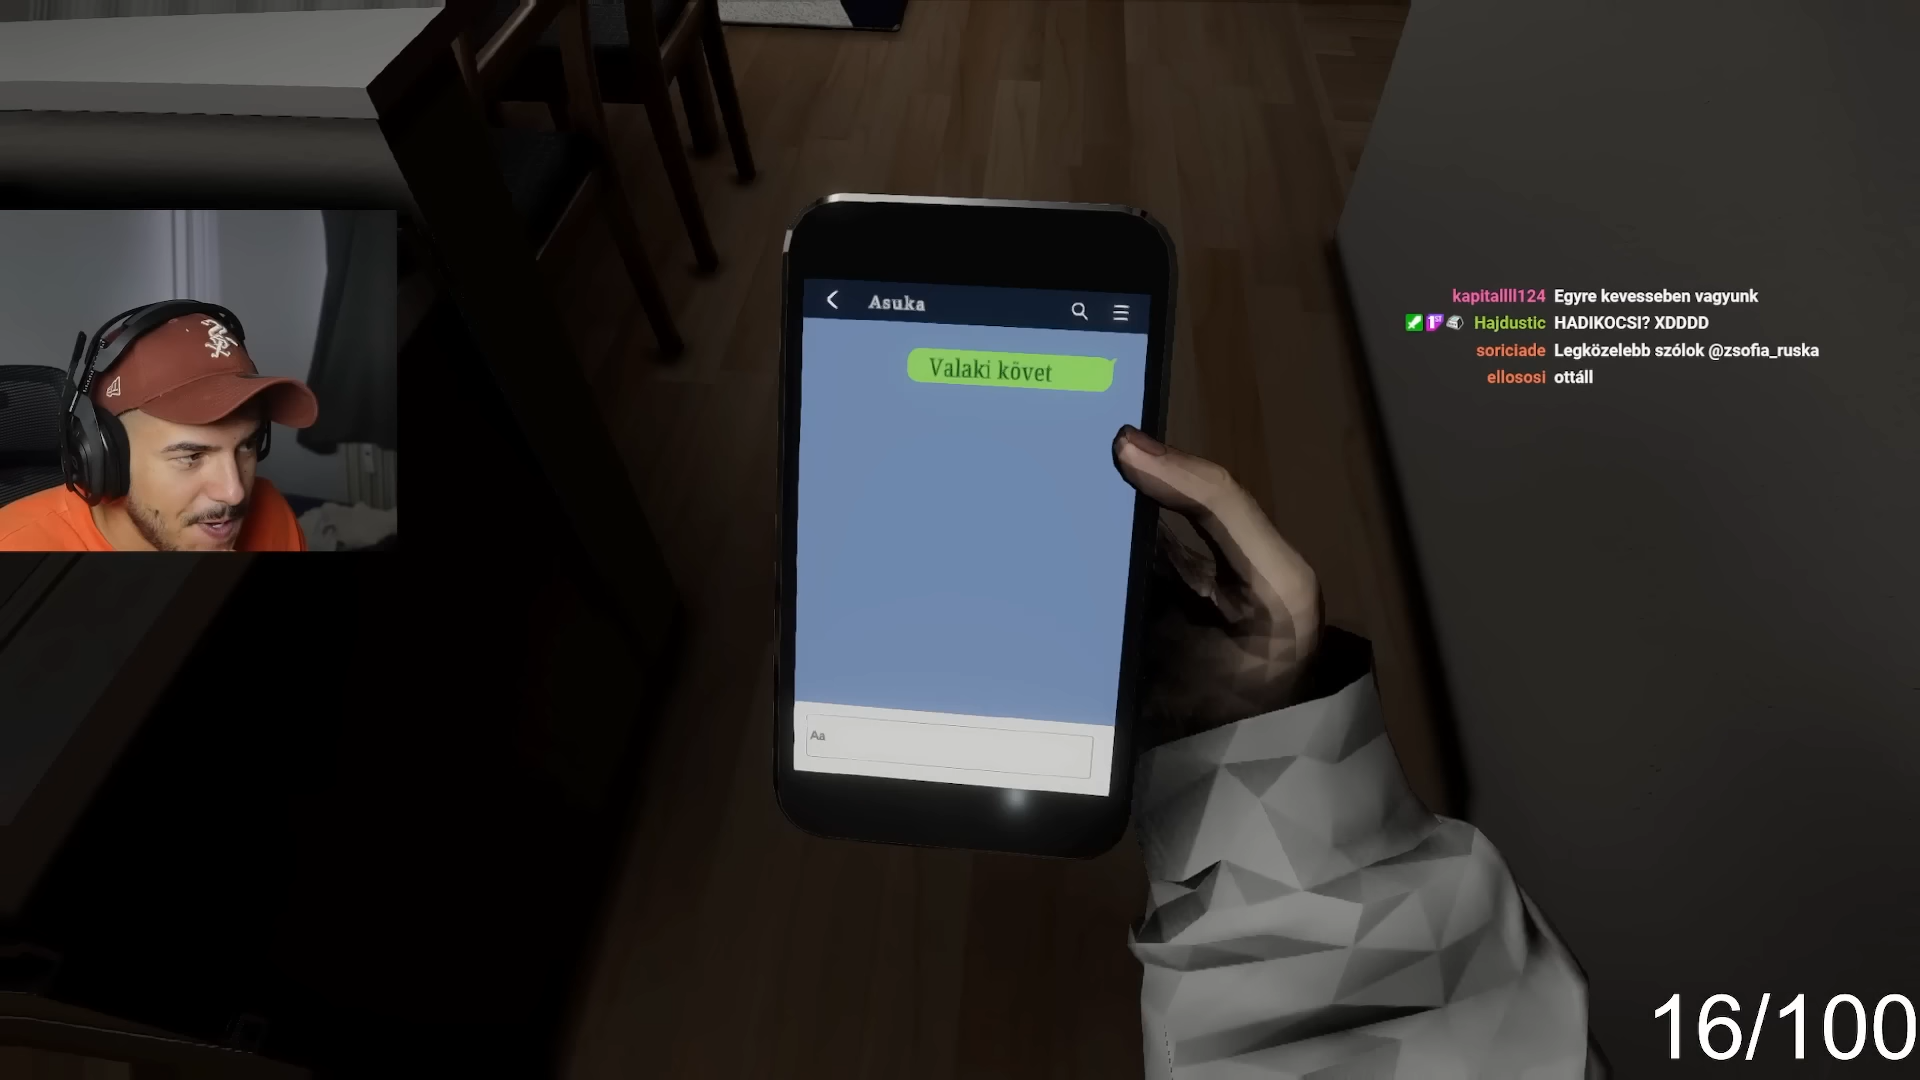 Asuka
Valaki követ
Aa
kapitallll124 Egyre kevesseben vagyunk
1ST Hajdustic HADIKOCSI? XDDDD
soriciade Legközelebb szólok @zsofia_ruska
ellososi ottáll
16/100